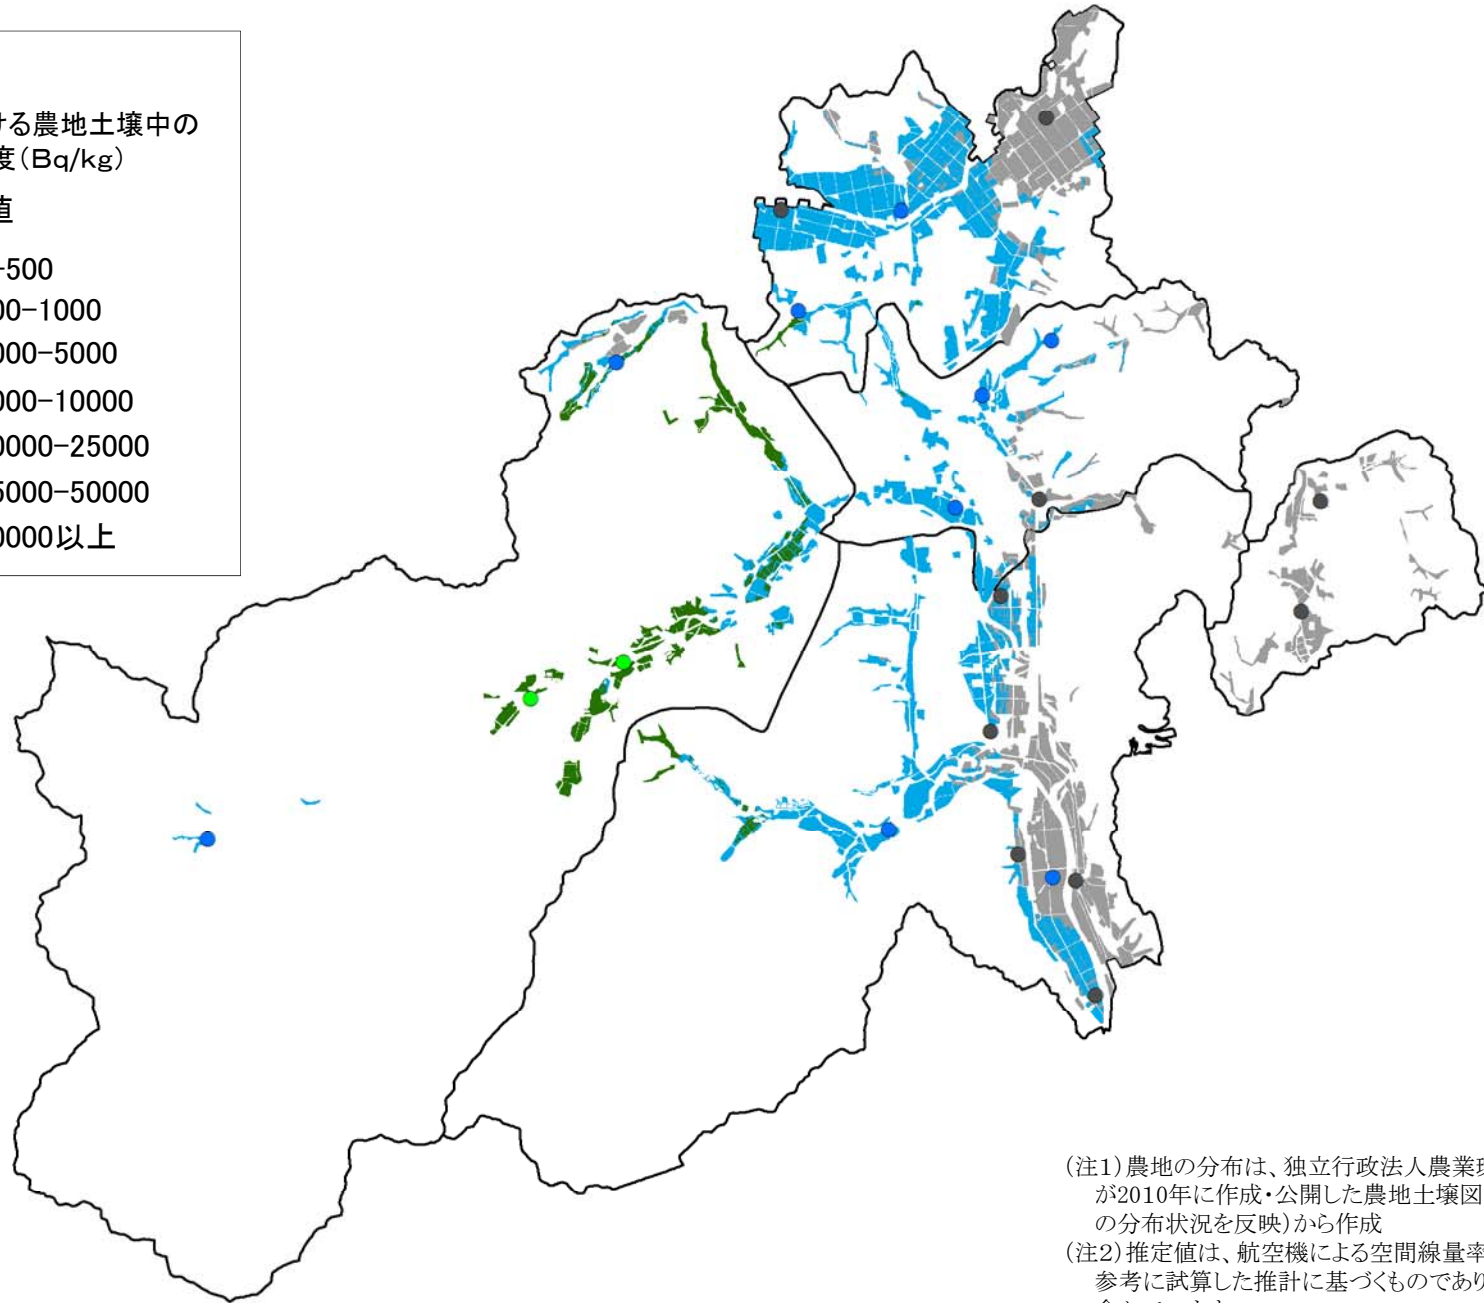 ける農地土壌中の
度(Bq/kg)
値
-500
00-1000
000-5000
000-10000
0000-25000
5000-50000
0000以上
(注1)農地の分布は、独立行政法人農業環
が2010年に作成・公開した農地土壌図
の分布状況を反映)から作成
(注2)推定値は、航空機による空間線量率
参考に試算した推計に基づくものであり